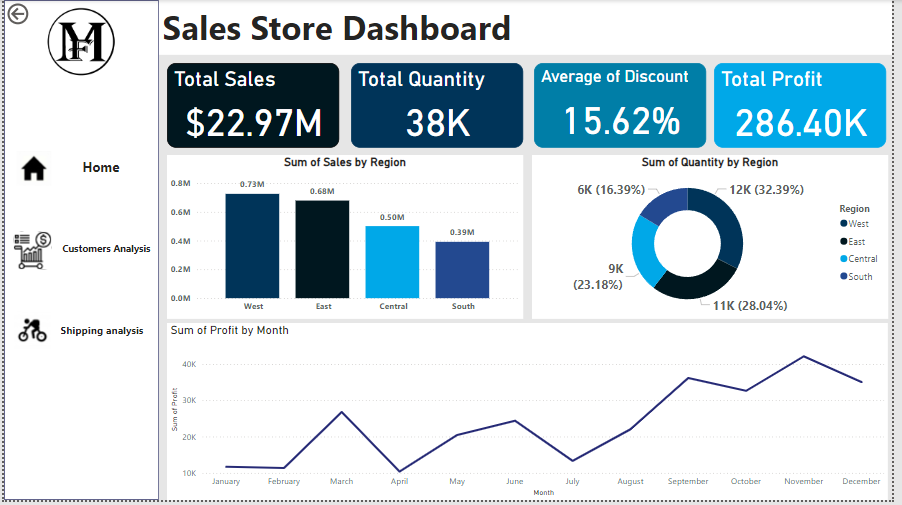 Sales Store Dashboard
MF
Home
Customers Analysis
Shipping analysis
Total Sales
$22.97M
Total Quantity
38K
Average of Discount
15.62%
Total Profit
286.40K
Sum of Sales by Region
0.8M
0.6M
0.4M
0.2M
0.0M
0.73M
0.68M
0.50M
0.39M
West East Central South
Sum of Quantity by Region
6K (16.39%)
12K (32.39%)
9K
(23.18%)
11K (28.04%)
Region
West
East
Central
South
Sum of Profit by Month
Sum of Profit
40K
30K
20K
10K
January February March April May June July August September October November December
Month